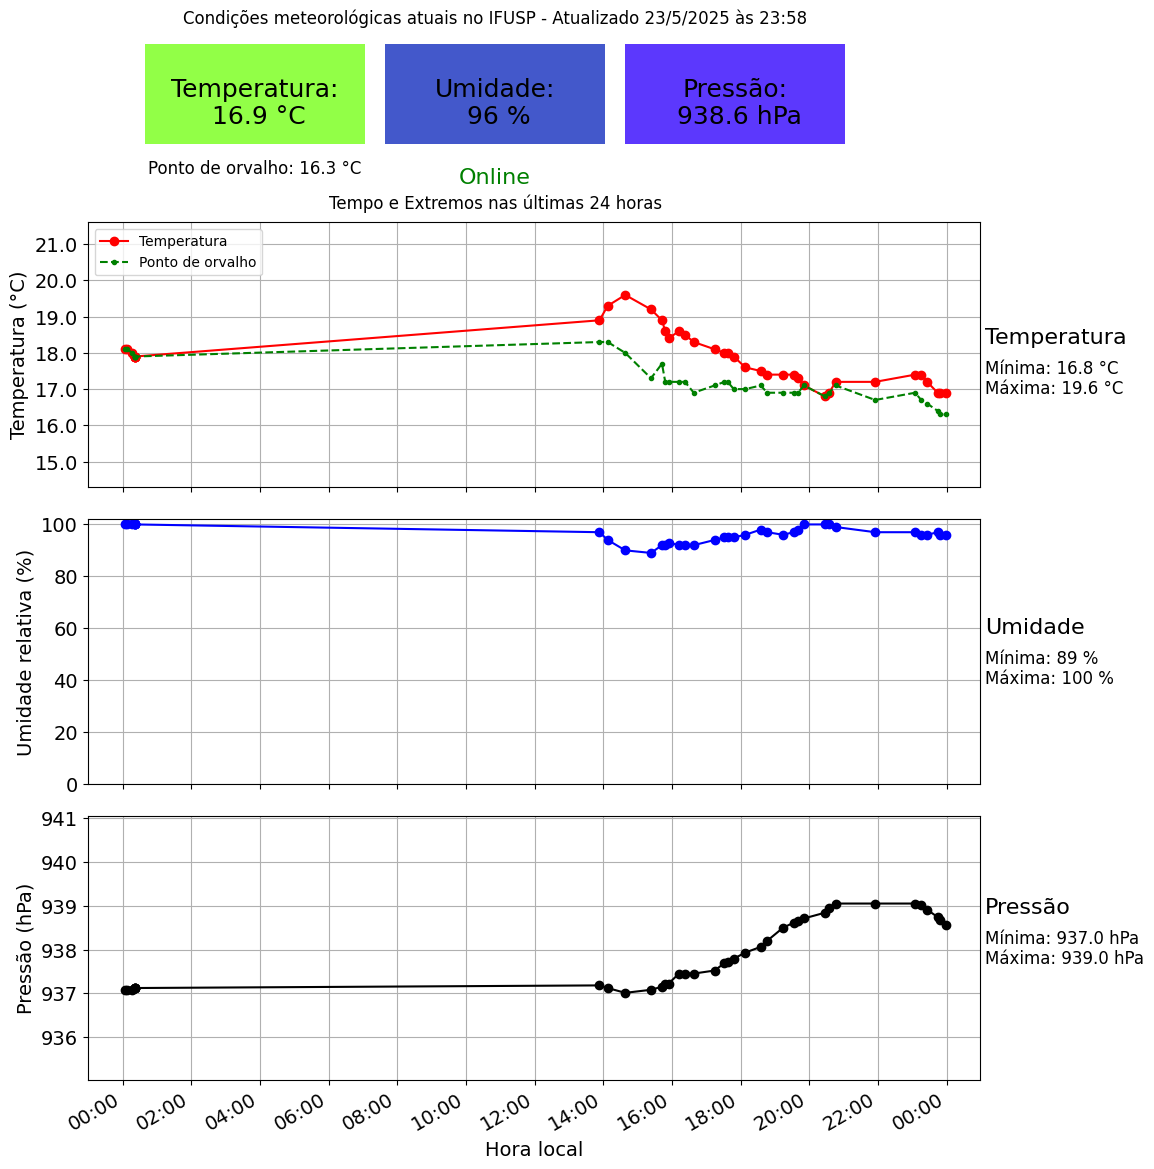 Condições meteorológicas atuais no IFUSP - Atualizado 23/5/2025 às 23:58
Temperatura:
16.9 °C
Umidade:
96 %
Pressão:
938.6 hPa
Ponto de orvalho: 16.3 °C
Online
Tempo e Extremos nas últimas 24 horas
Temperatura
Ponto de orvalho
Temperatura (°C)
21.0
20.0
19.0
18.0
17.0
16.0
15.0
Temperatura
Mínima: 16.8 °C
Máxima: 19.6 °C
Umidade relativa (%)
100
80
60
40
20
0
Umidade
Mínima: 89 %
Máxima: 100 %
Pressão (hPa)
941
940
939
938
937
936
Pressão
Mínima: 937.0 hPa
Máxima: 939.0 hPa
00:00
02:00
04:00
06:00
08:00
10:00
12:00
14:00
16:00
18:00
20:00
22:00
00:00
Hora local